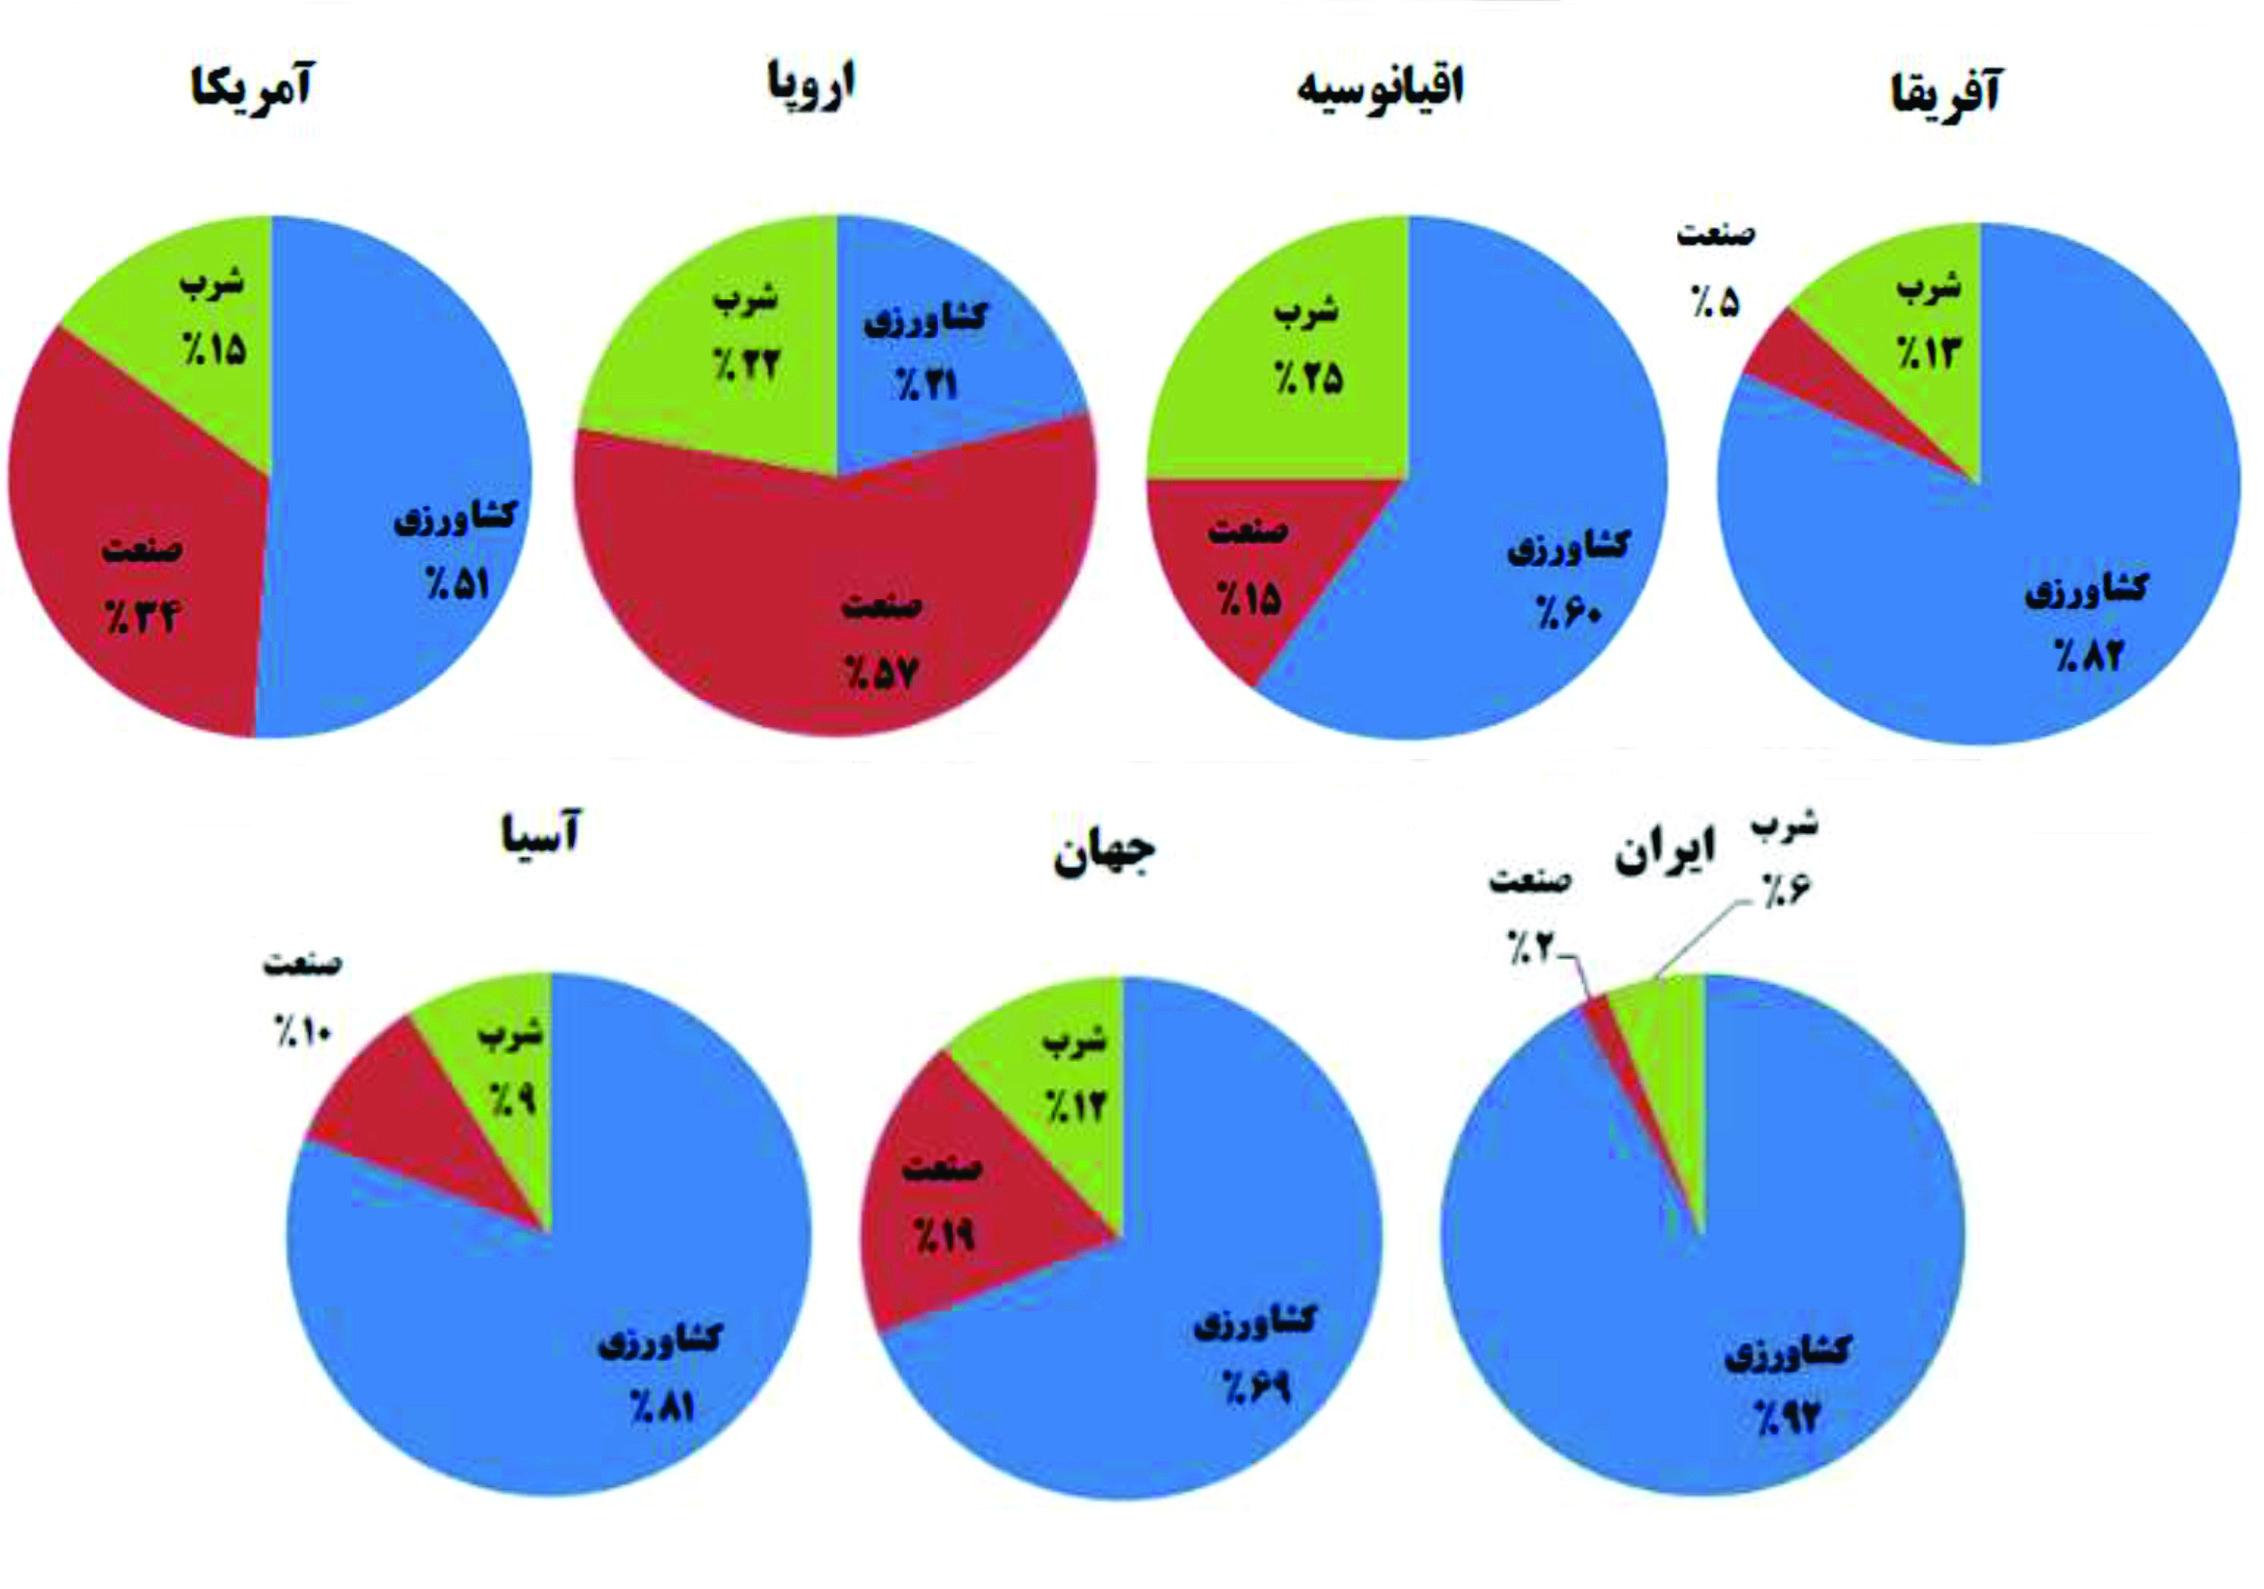 آفریقا
صنعت
٪۵
شرب
٪۱۳
کشاورزی
٪۸۲
اقیانوسیه
شرب
٪۲۵
صنعت
٪۱۵
کشاورزی
٪۶۰
اروپا
شرب
٪۲۲
کشاورزی
٪۲۱
صنعت
٪۵۷
آمریکا
شرب
٪۱۵
صنعت
٪۳۴
کشاورزی
٪۵۱
ایران
شرب
٪۶
صنعت
٪۲
کشاورزی
٪۹۲
جهان
شرب
٪۱۲
صنعت
٪۱۹
کشاورزی
٪۶۹
آسیا
صنعت
٪۱۰
شرب
٪۹
کشاورزی
٪۸۱